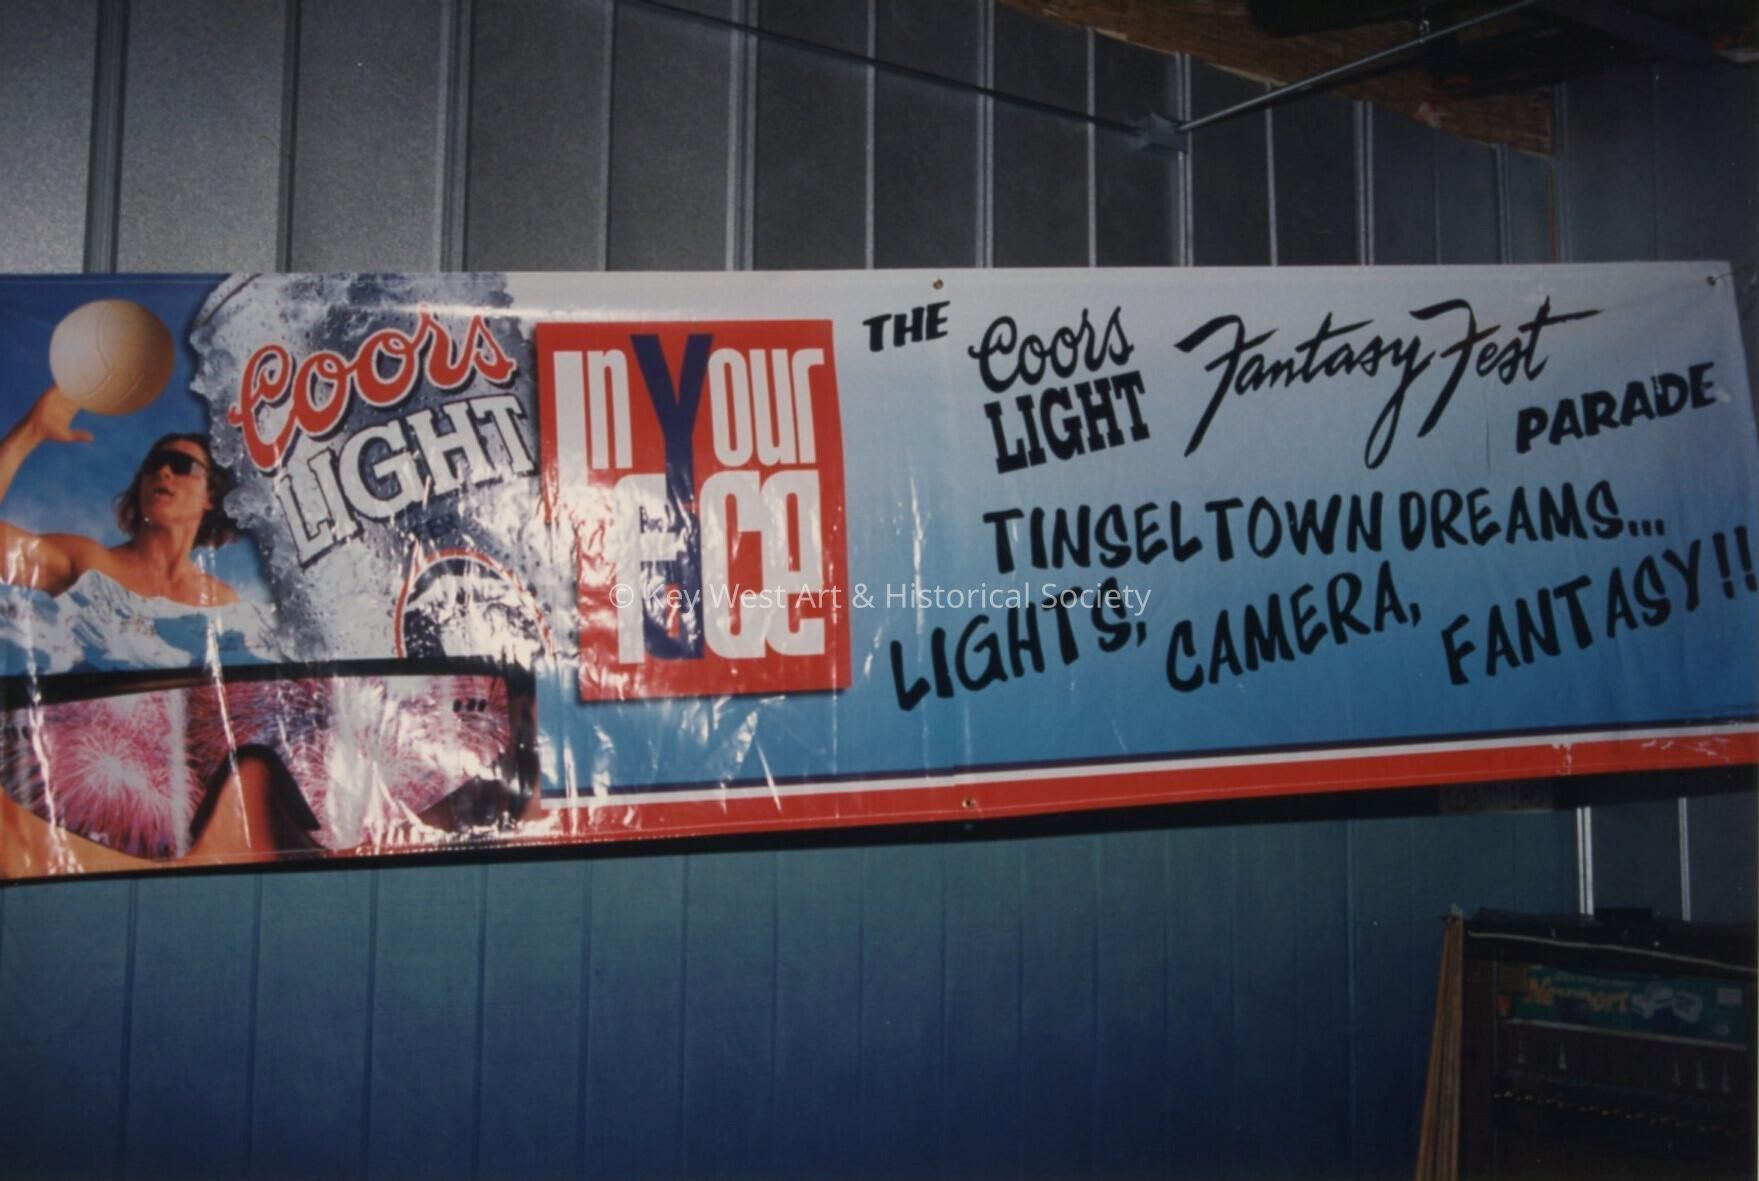 Coors
LIGHT
In Your
Face
THE Coors LIGHT Fantasy Fest PARADE
TINSELTOWN DREAMS...
LIGHTS, CAMERA, FANTASY!!
© Key West Art & Historical Society
Newport